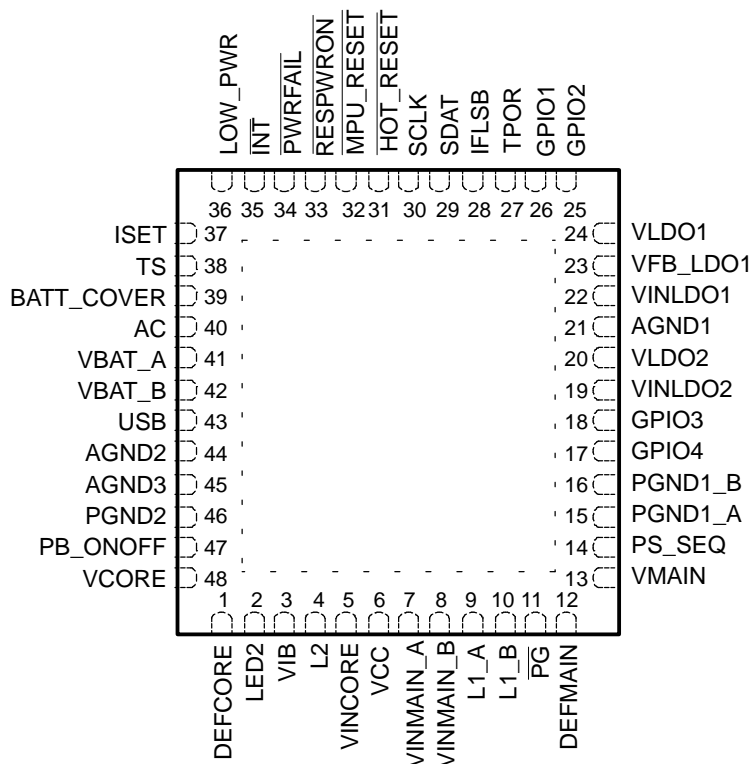 LOW_PWR
INT
PWRFAIL
RESPWRON
MPU_RESET
HOT_RESET
SCLK
SDAT
IFLSB
TPOR
GPIO1
GPIO2
36 35 34 33 32 31 30 29 28 27 26 25
ISET 37
24 VLDO1
TS 38
23 VFB_LDO1
BATT_COVER 39
22 VINLDO1
AC 40
21 AGND1
VBAT_A 41
20 VLDO2
VBAT_B 42
19 VINLDO2
USB 43
18 GPIO3
AGND2 44
17 GPIO4
AGND3 45
16 PGND1_B
PGND2 46
15 PGND1_A
PB_ONOFF 47
14 PS_SEQ
VCORE 48
13 VMAIN
1 2 3 4 5 6 7 8 9 10 11 12
DEFCORE
LED2
VIB
L2
VINCORE
VCC
VINMAIN_A
VINMAIN_B
L1_A
L1_B
PG
DEFMAIN